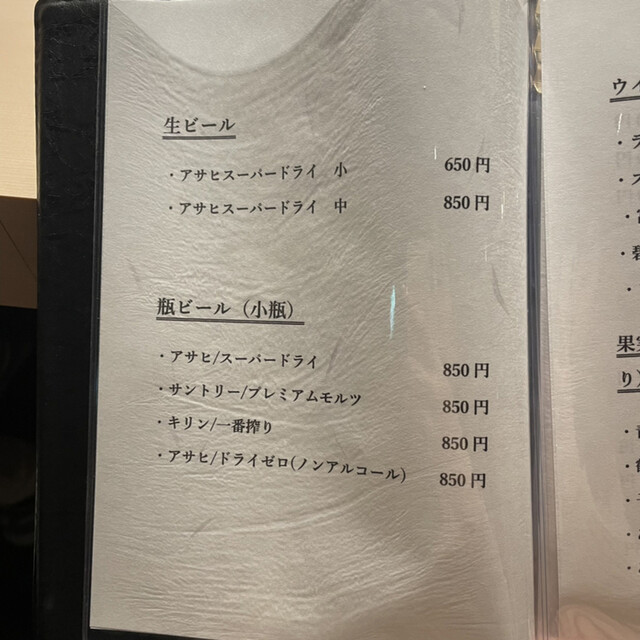 生ビール
・アサヒスーパードライ 小 650円
・アサヒスーパードライ 中 850円
瓶ビール（小瓶）
・アサヒ/スーパードライ 850円
・サントリー/プレミアムモルツ 850円
・キリン/一番搾り 850円
・アサヒ/ドライゼロ(ノンアルコール) 850円